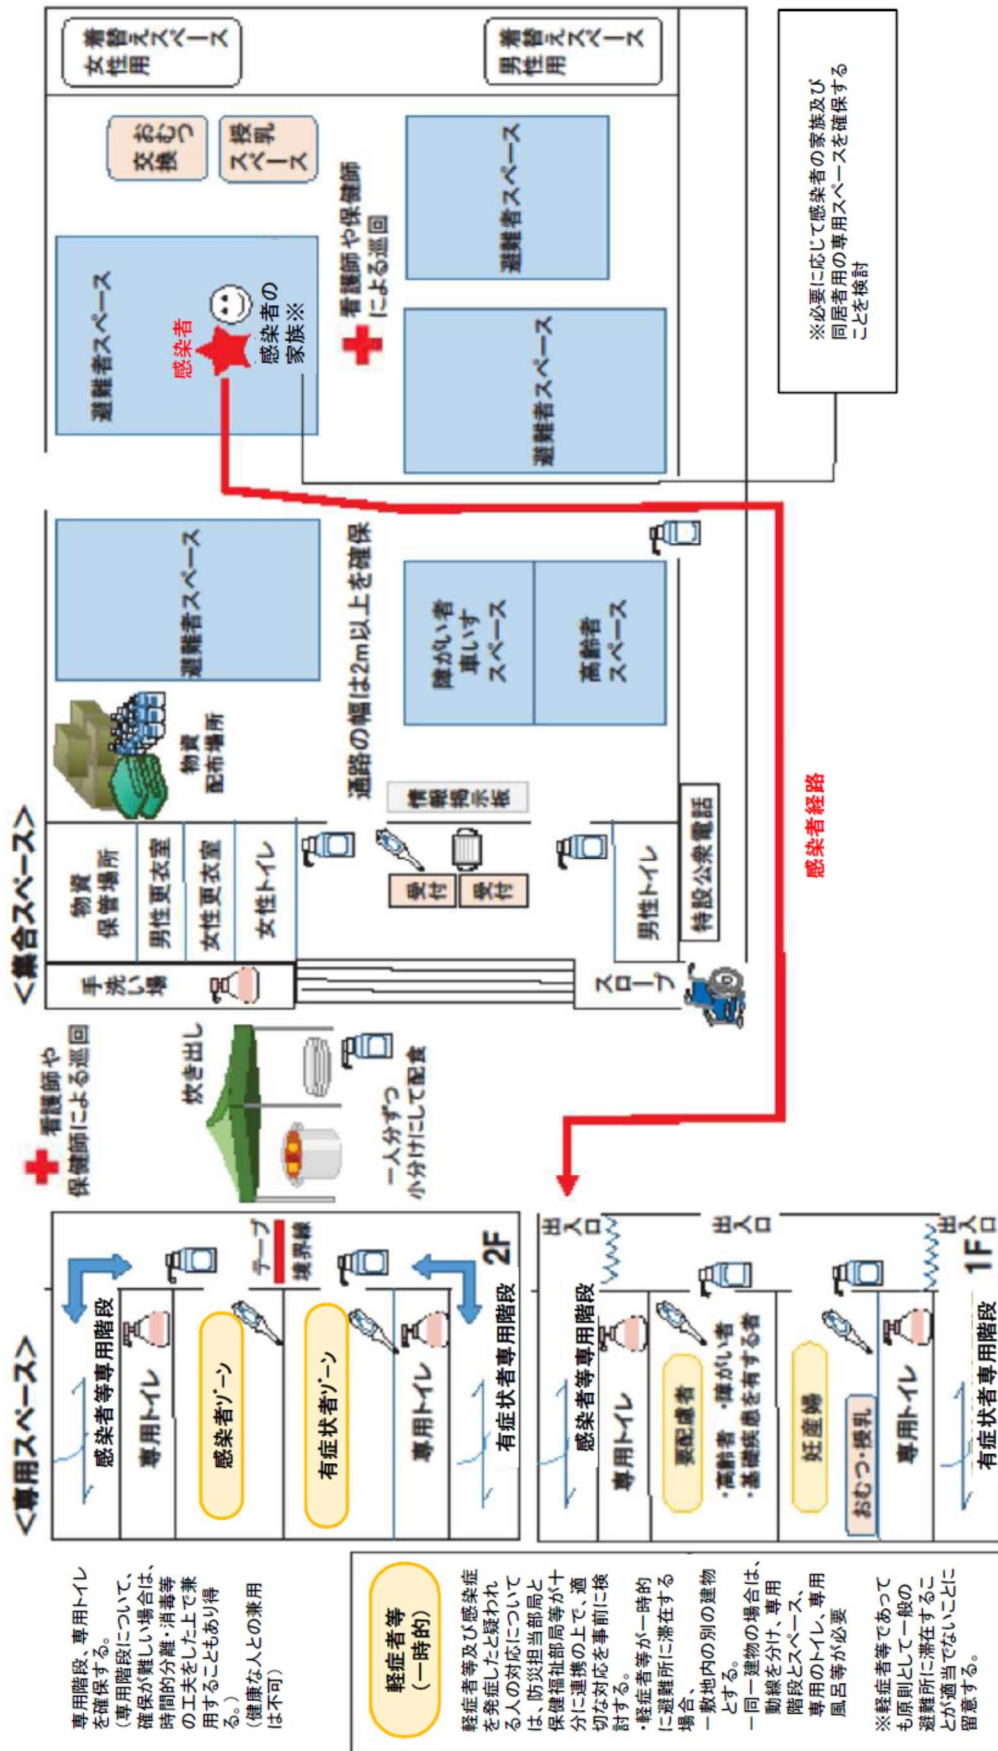 <専用スペース>
専用階段、専用トイレ
を確保する。
(専用階段について、
確保が難しい場合は、
時間的分離・消毒等
の工夫をした上で兼
用することもあり得
る。)
(健康な人との兼用
は不可)
感染者等専用階段
専用トイレ
感染者ゾーン
有症状者ゾーン
専用トイレ
有症状者専用階段
テープ
境界線
2F
軽症者等
(一時的)
軽症者等及び感染症
を発症したと疑われ
る人の対応について
は、防災担当部局と
保健福祉部局等が十
分に連携の上で、適
切な対応を事前に検
討する。
・軽症者等が一時的
に避難所に滞在する
場合、
−敷地内の別の建物
とする。
−同一建物の場合は、
動線を分け、専用
階段とスペース、
専用のトイレ、専用
風呂等が必要
※軽症者等であって
も原則として一般の
避難所に滞在するこ
とが適当でないことに
留意する。
感染者等専用階段
専用トイレ
要配慮者
・高齢者 ・障がい者
・基礎疾患を有する者
妊産婦
おむつ・授乳
専用トイレ
有症状者専用階段
出入口
出入口
出入口
1F
<集合スペース>
看護師や
保健師による巡回
炊き出し
一人分ずつ
小分けにして配食
手洗い場
スロープ
物資
保管場所
男性更衣室
女性更衣室
女性トイレ
受付
受付
男性トイレ
特設公衆電話
物資
配布場所
情報掲示板
通路の幅は2m以上を確保
避難者スペース
障がい者
車いす
スペース
高齢者
スペース
感染者経路
避難者スペース
感染者
感染者の
家族※
看護師や保健師
による巡回
避難者スペース
避難者スペース
おむつ
交換
授乳
スペース
女性用
着替えスペース
男性用
着替えスペース
※必要に応じて感染者の家族及び
同居者用の専用スペースを確保する
ことを検討